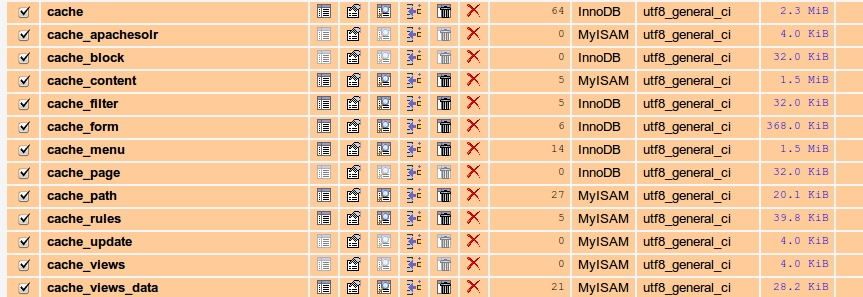 cache 64 InnoDB utf8_general_ci 2.3 MiB
cache_apachesolr 0 MyISAM utf8_general_ci 4.0 KiB
cache_block 0 InnoDB utf8_general_ci 32.0 KiB
cache_content 5 MyISAM utf8_general_ci 1.5 MiB
cache_filter 5 InnoDB utf8_general_ci 32.0 KiB
cache_form 6 InnoDB utf8_general_ci 368.0 KiB
cache_menu 14 InnoDB utf8_general_ci 1.5 MiB
cache_page 0 InnoDB utf8_general_ci 32.0 KiB
cache_path 27 MyISAM utf8_general_ci 20.1 KiB
cache_rules 5 MyISAM utf8_general_ci 39.8 KiB
cache_update 0 MyISAM utf8_general_ci 4.0 KiB
cache_views 0 MyISAM utf8_general_ci 4.0 KiB
cache_views_data 21 MyISAM utf8_general_ci 28.2 KiB